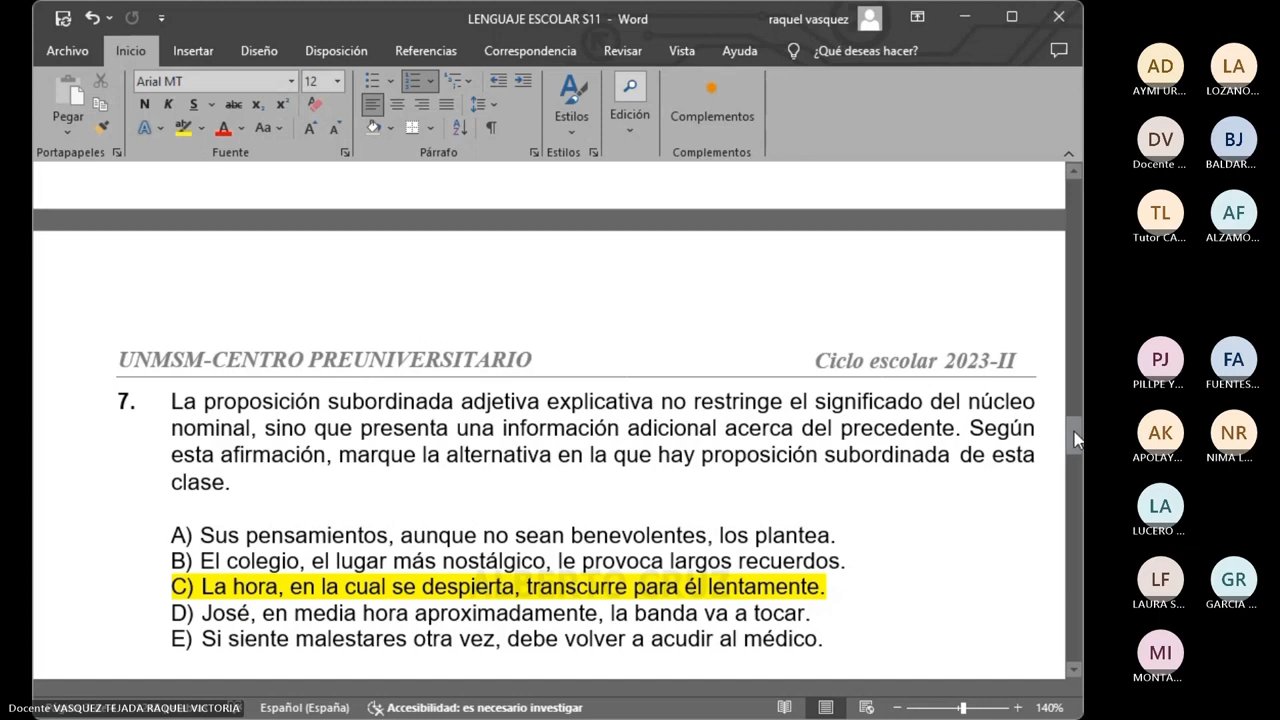 LENGUAJE ESCOLAR S11 - Word
raquel vasquez
Archivo Inicio Insertar Diseño Disposición Referencias Correspondencia Revisar Vista Ayuda ¿Qué deseas hacer?
Arial MT 12
N K S abc x₂ x²
A ab A Aa A A
Pegar
Estilos
Edición
Complementos
Portapapeles Fuente Párrafo Estilos Complementos
UNMSM-CENTRO PREUNIVERSITARIO Ciclo escolar 2023-II
7. La proposición subordinada adjetiva explicativa no restringe el significado del núcleo
nominal, sino que presenta una información adicional acerca del precedente. Según
esta afirmación, marque la alternativa en la que hay proposición subordinada de esta
clase.
A) Sus pensamientos, aunque no sean benevolentes, los plantea.
B) El colegio, el lugar más nostálgico, le provoca largos recuerdos.
C) La hora, en la cual se despierta, transcurre para él lentamente.
D) José, en media hora aproximadamente, la banda va a tocar.
E) Si siente malestares otra vez, debe volver a acudir al médico.
Docente VASQUEZ TEJADA RAQUEL VICTORIA
Español (España) Accesibilidad: es necesario investigar 140%
AD LA
AYMI UR... LOZANO...
DV BJ
Docente ... BALDAR...
TL AF
Tutor CA... ALZAMO...
PJ FA
PILLPE Y... FUENTES...
AK NR
APOLAY... NIMA L...
LA
LUCERO ...
LF GR
LAURA S... GARCIA ...
MI
MONTA...